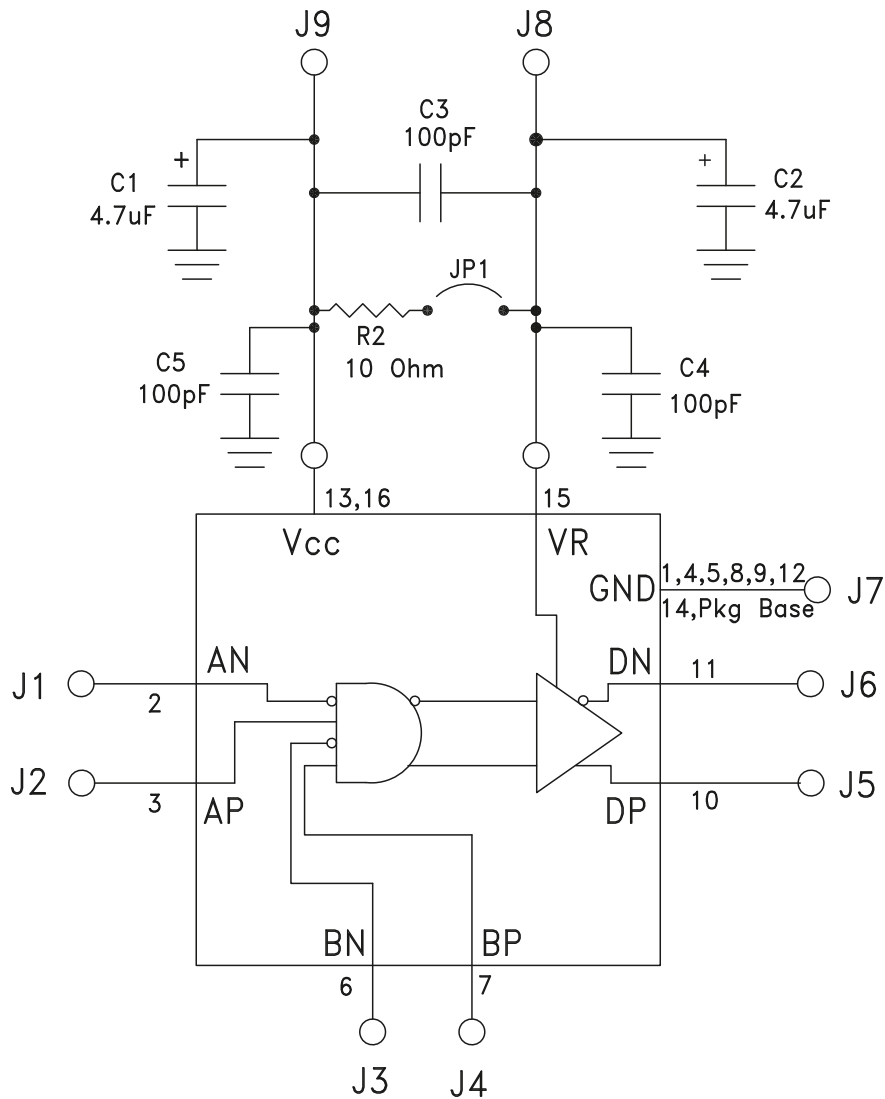 J9
J8
C3
100pF
+
+
C1
4.7uF
C2
4.7uF
JP1
R2
10 Ohm
C5
100pF
C4
100pF
13,16
15
Vcc
VR
GND
1,4,5,8,9,12
14,Pkg Base
J7
AN
DN
J1
2
11
J6
J2
3
AP
DP
10
J5
BN
BP
6
7
J3
J4